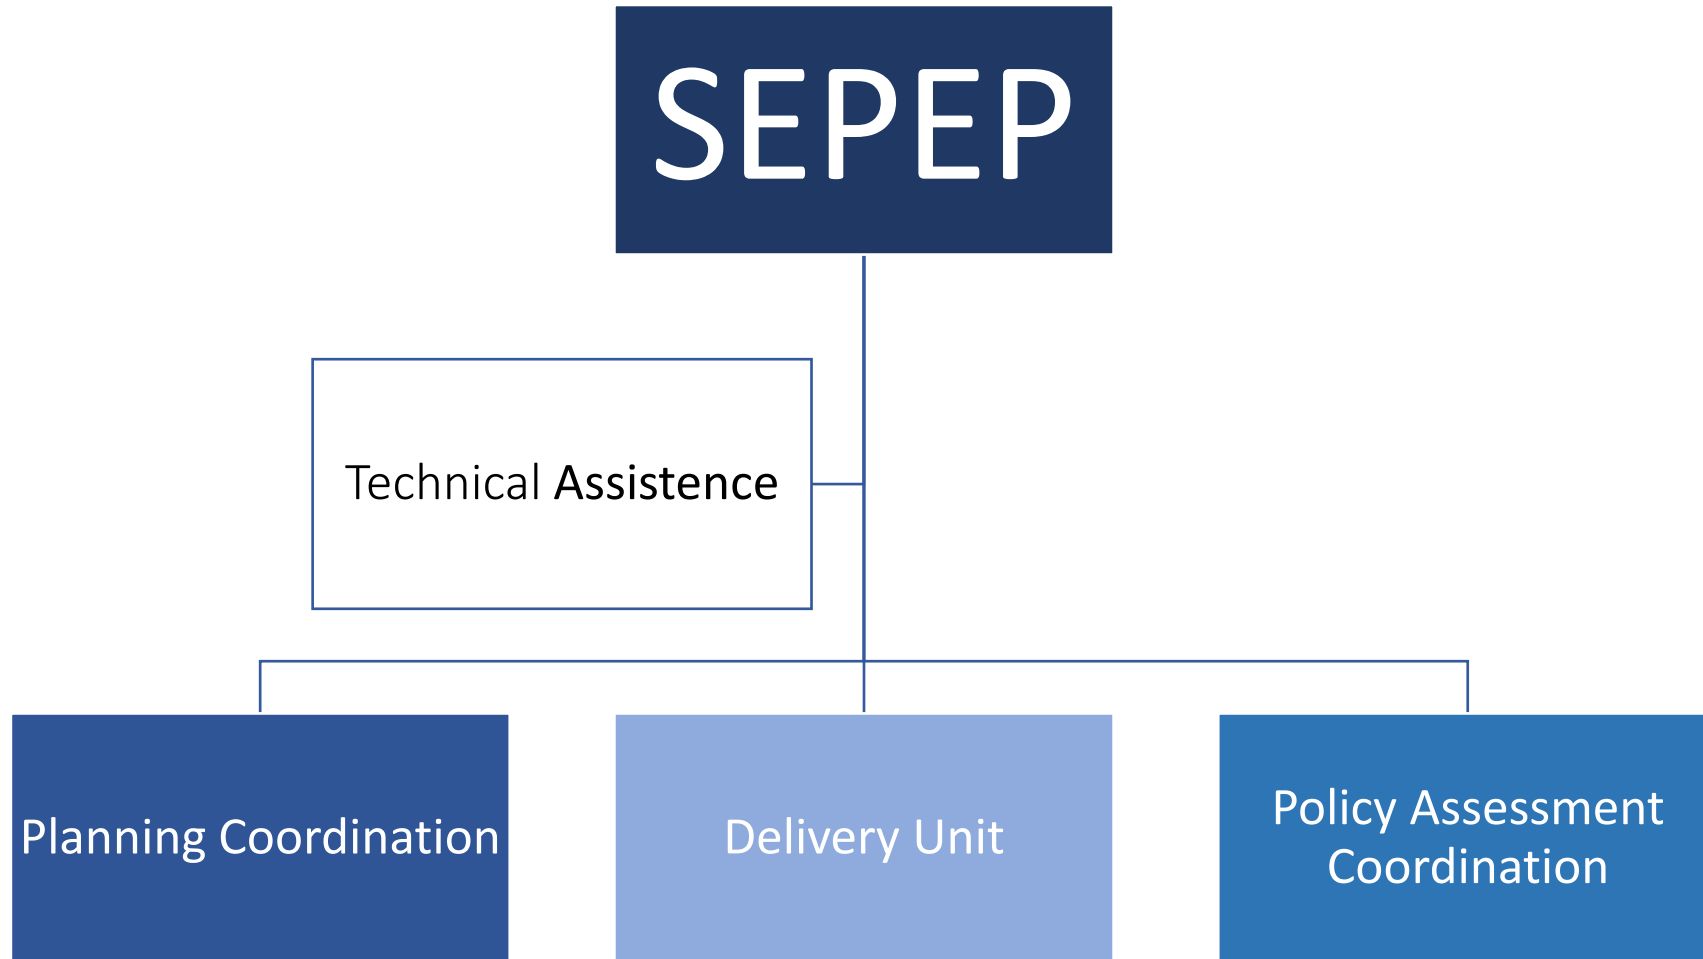 SEPEP
Technical Assistence
Planning Coordination
Delivery Unit
Policy Assessment
Coordination